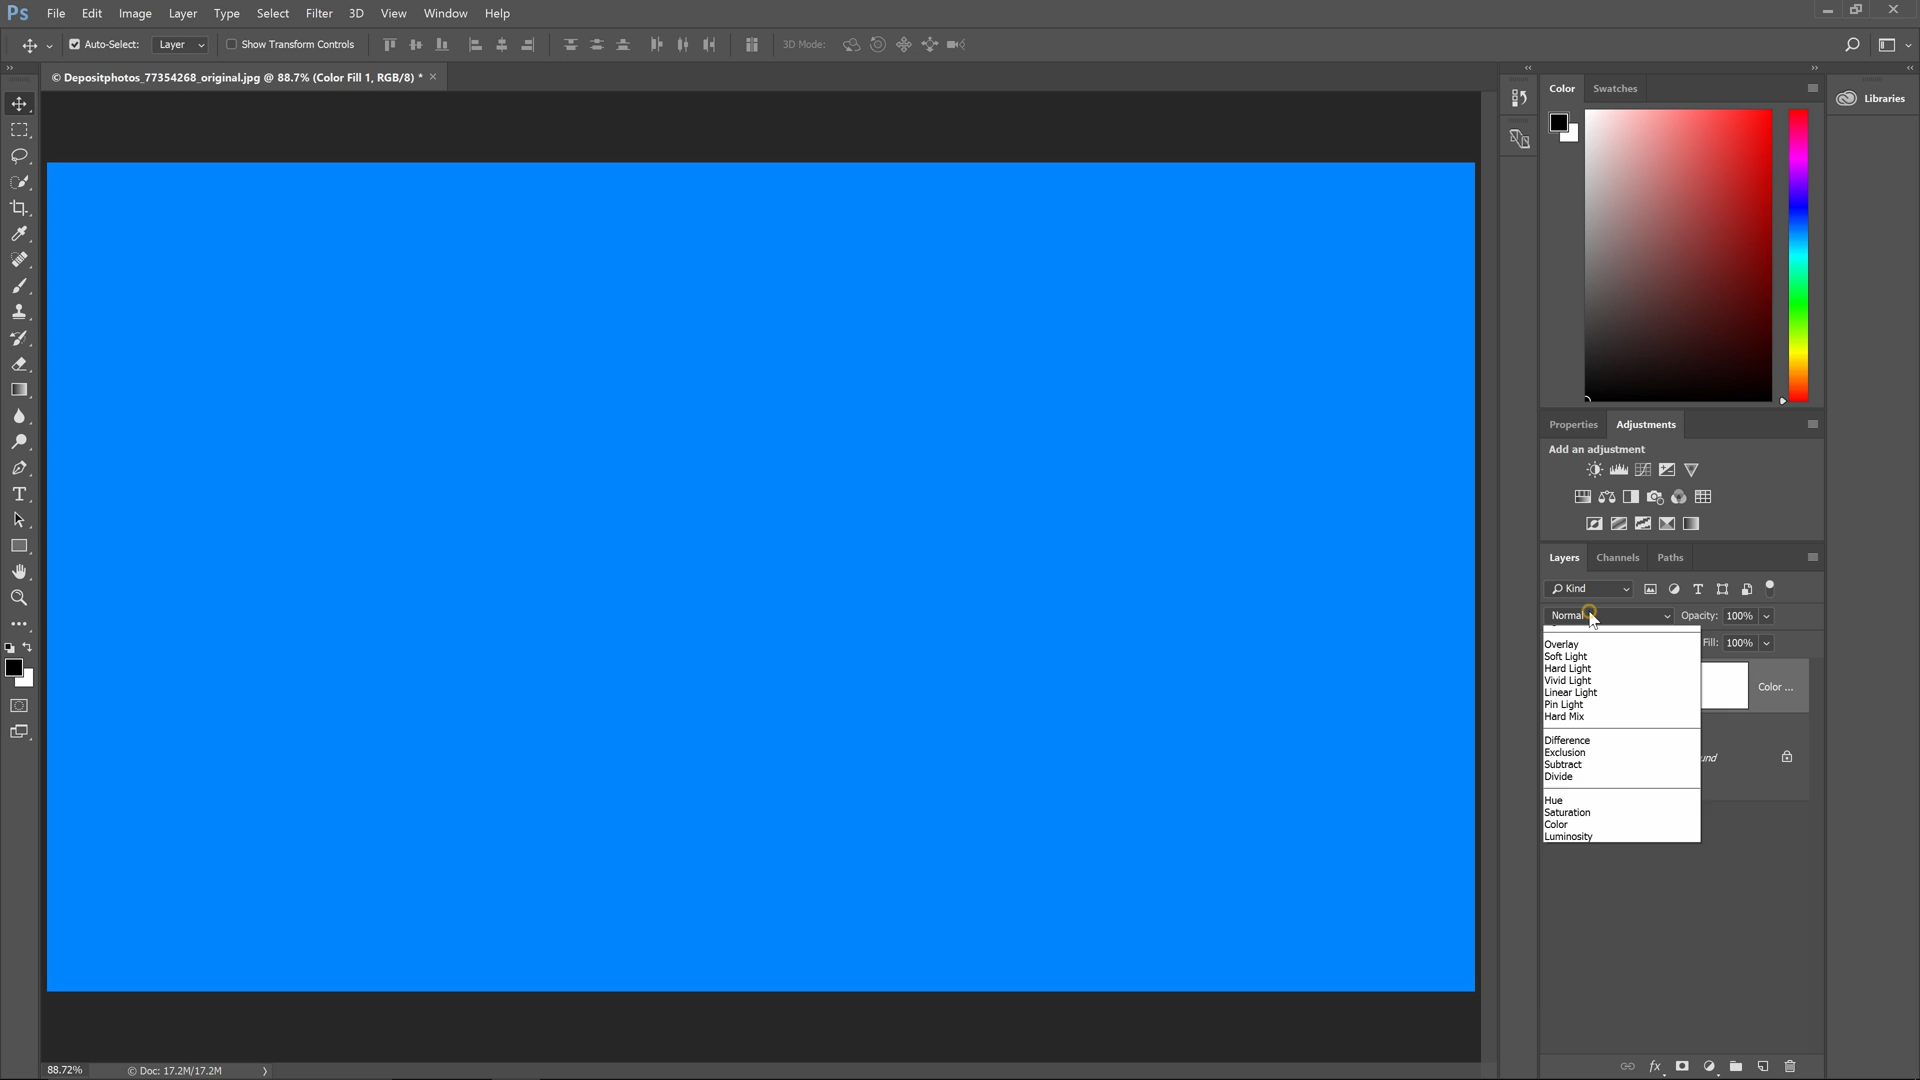 Ps File Edit Image Layer Type Select Filter 3D View Window Help
Auto-Select: Layer Show Transform Controls 3D Mode:
© Depositphotos_77354268_original.jpg @ 88.7% (Color Fill 1, RGB/8) *
Color Swatches
Libraries
Properties Adjustments
Add an adjustment
Layers Channels Paths
Kind
Normal Opacity: 100%
Fill: 100%
Overlay
Soft Light
Hard Light
Vivid Light
Linear Light
Pin Light
Hard Mix
Difference
Exclusion
Subtract
Divide
Hue
Saturation
Color
Luminosity
Color ...
und
88.72% © Doc: 17.2M/17.2M